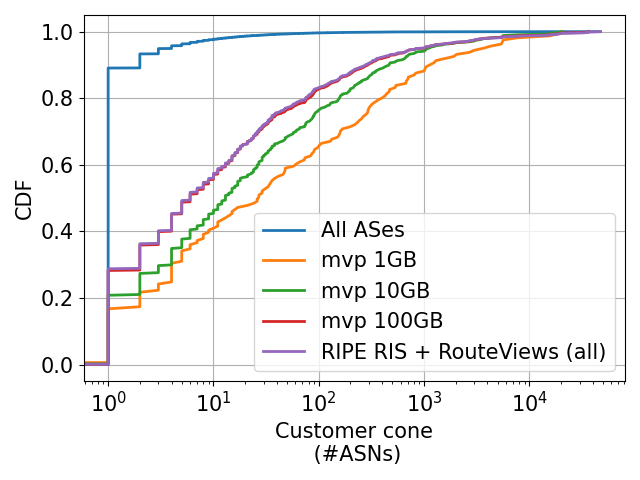 1.0
0.8
0.6
0.4
0.2
0.0
CDF
All ASes
mvp 1GB
mvp 10GB
mvp 100GB
RIPE RIS + RouteViews (all)
10⁰ 10¹ 10² 10³ 10⁴
Customer cone
(#ASNs)